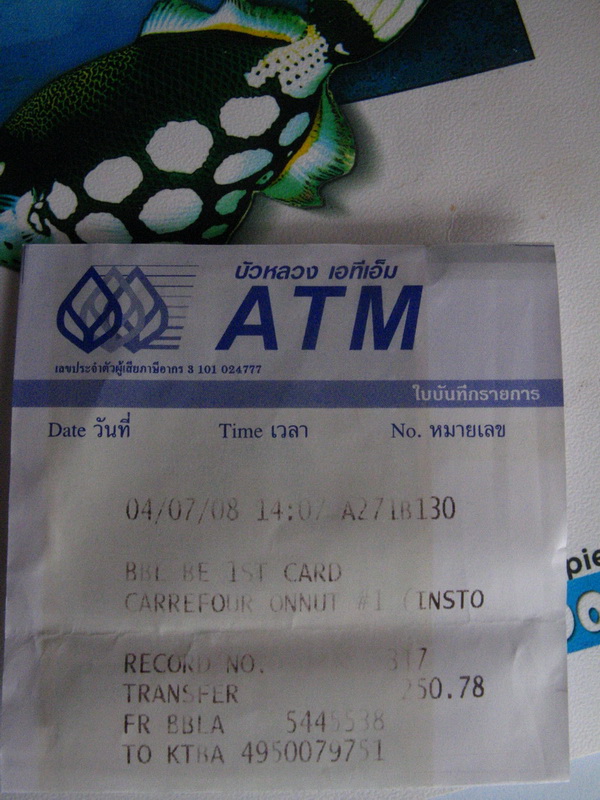 บัวหลวง เอทีเอ็ม
ATM
เลขประจำตัวผู้เสียภาษีอากร 3 101 024777
ใบบันทึกรายการ
Date วันที่ Time เวลา No. หมายเลข
04/07/08 14:07 A271B130
BBL BE 1ST CARD
CARREFOUR ONNUT #1 (INSTO
RECORD NO. 317
TRANSFER 250.78
FR BBLA 5445538
TO KTBA 4950079751
pie